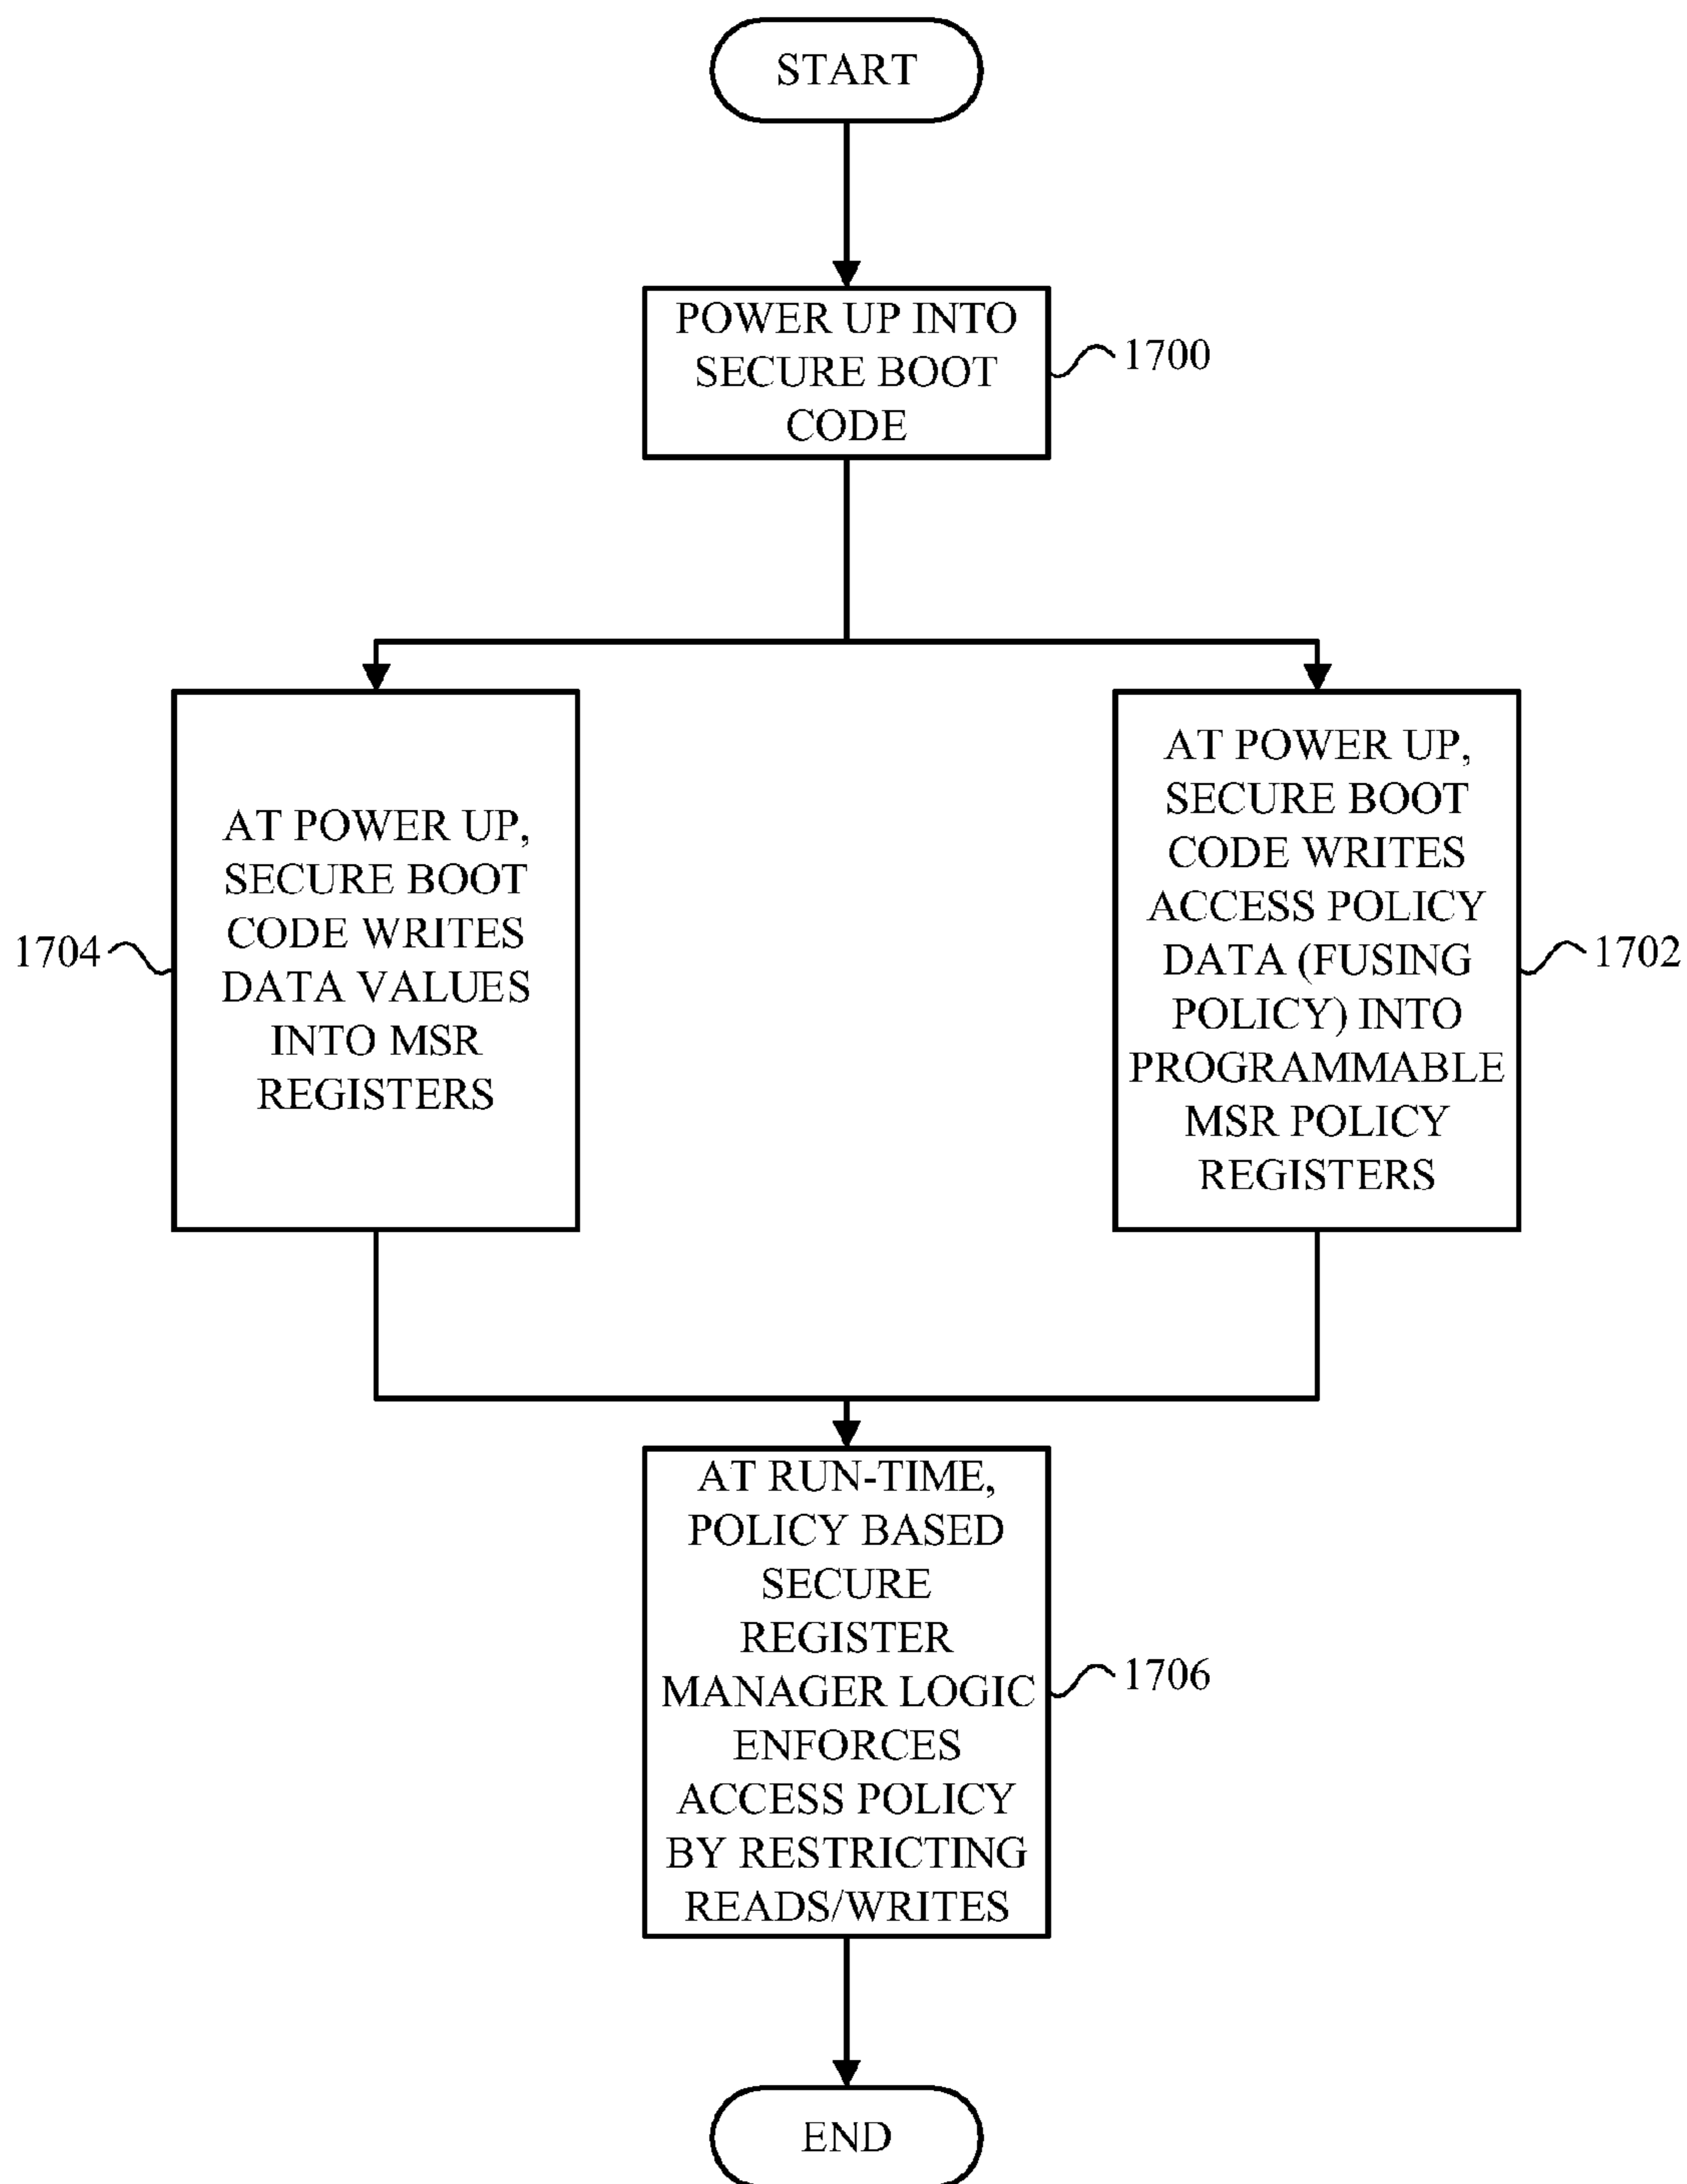 START
POWER UP INTO
SECURE BOOT
CODE
1700
AT POWER UP,
SECURE BOOT
CODE WRITES
DATA VALUES
INTO MSR
REGISTERS
1704
AT POWER UP,
SECURE BOOT
CODE WRITES
ACCESS POLICY
DATA (FUSING
POLICY) INTO
PROGRAMMABLE
MSR POLICY
REGISTERS
1702
AT RUN-TIME,
POLICY BASED
SECURE
REGISTER
MANAGER LOGIC
ENFORCES
ACCESS POLICY
BY RESTRICTING
READS/WRITES
1706
END